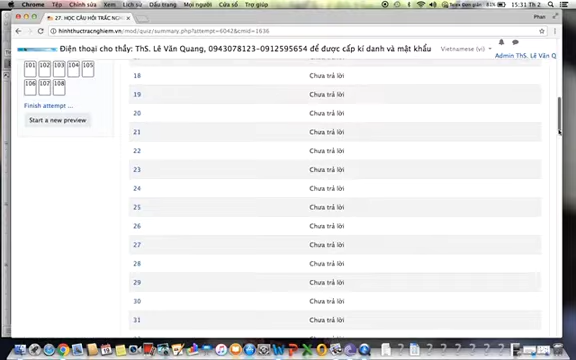 Chrome Tệp Chỉnh sửa Xem Lịch sử Dấu trang Mọi người Cửa sổ Trợ giúp 15:31 Th 2
27. HỌC CÂU HỎI TRẮC NGH Phan
hinhthuctracnghiem.vn/mod/quiz/summary.php?attempt=6042&cmid=1636
Điện thoại cho thầy: ThS. Lê Văn Quang, 0943078123-0912595654 để được cấp kí danh và mật khẩu
Vietnamese (vi)
Admin ThS. Lê Văn Q
101 102 103 104 105
106 107 108
Finish attempt ...
Start a new preview
18 Chưa trả lời
19 Chưa trả lời
20 Chưa trả lời
21 Chưa trả lời
22 Chưa trả lời
23 Chưa trả lời
24 Chưa trả lời
25 Chưa trả lời
26 Chưa trả lời
27 Chưa trả lời
28 Chưa trả lời
29 Chưa trả lời
30 Chưa trả lời
31 Chưa trả lời